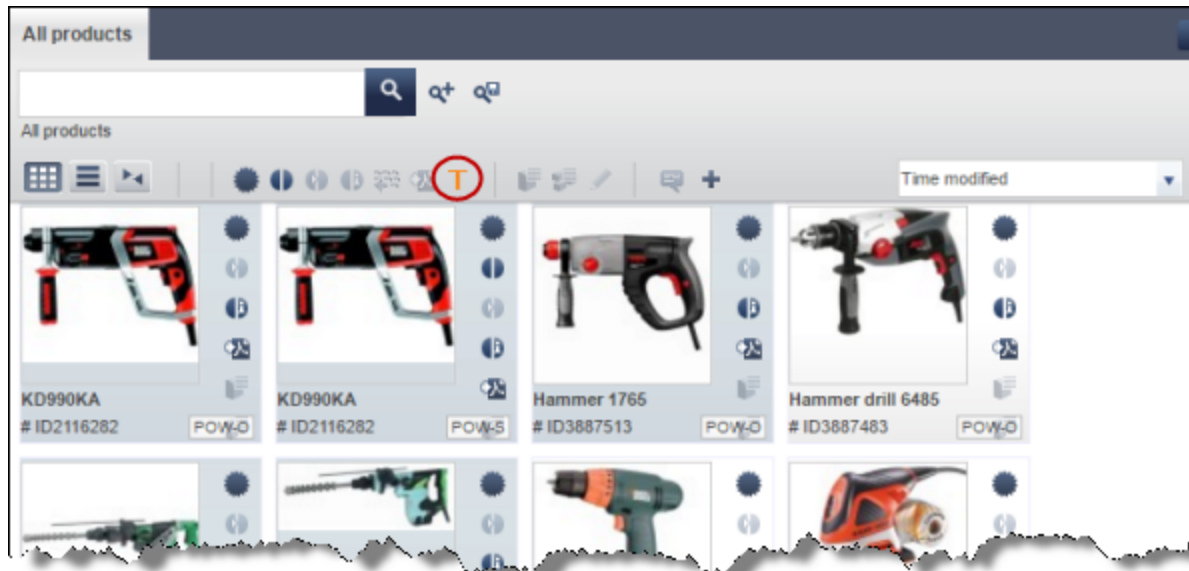 All products
All products
T
Time modified
KD990KA
# ID2116282
POW-O
KD990KA
# ID2116282
POW-S
Hammer 1765
# ID3887513
POW-O
Hammer drill 6485
# ID3887483
POW-O